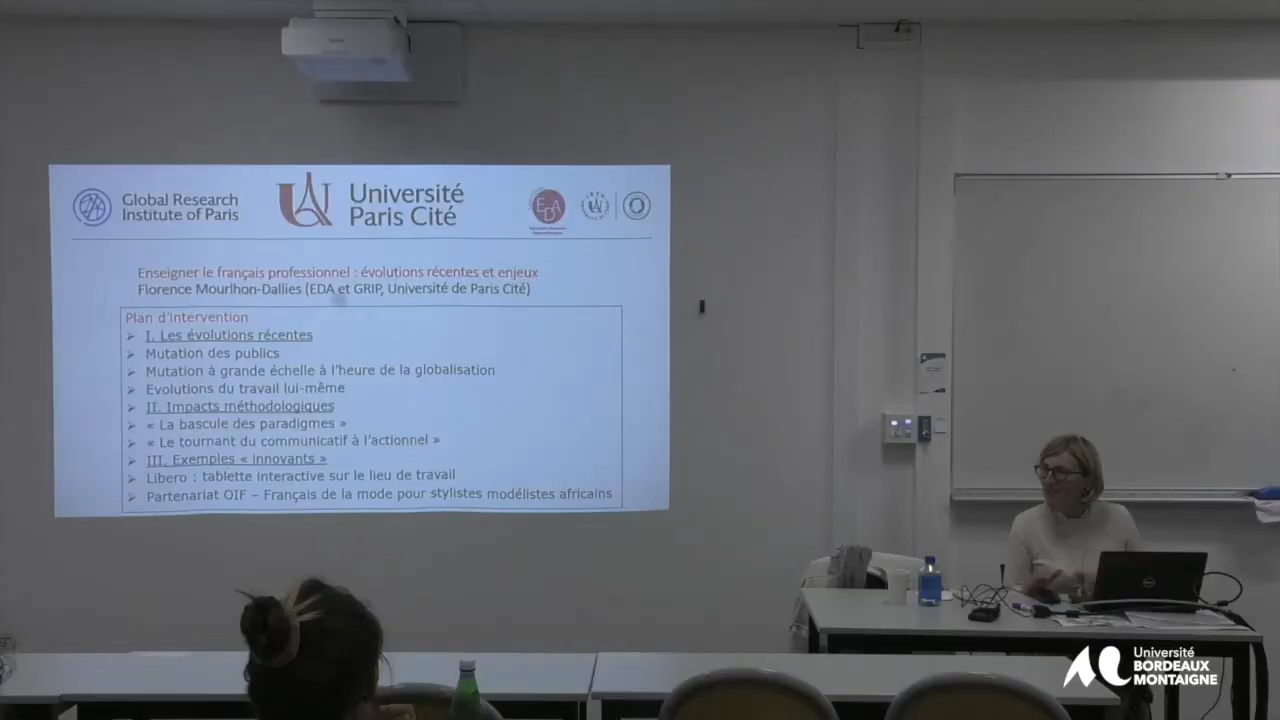 Global Research
Institute of Paris
Université
Paris Cité
EDA
Enseigner le français professionnel : évolutions récentes et enjeux
Florence Mourlhon-Dallies (EDA et GRIP, Université de Paris Cité)
Plan d’intervention
➢ I. Les évolutions récentes
➢ Mutation des publics
➢ Mutation à grande échelle à l’heure de la globalisation
➢ Evolutions du travail lui-même
➢ II. Impacts méthodologiques
➢ « La bascule des paradigmes »
➢ « Le tournant du communicatif à l’actionnel »
➢ III. Exemples « innovants »
➢ Libero : tablette interactive sur le lieu de travail
➢ Partenariat OIF – Français de la mode pour stylistes modélistes africains
DELL
Université
BORDEAUX
MONTAIGNE